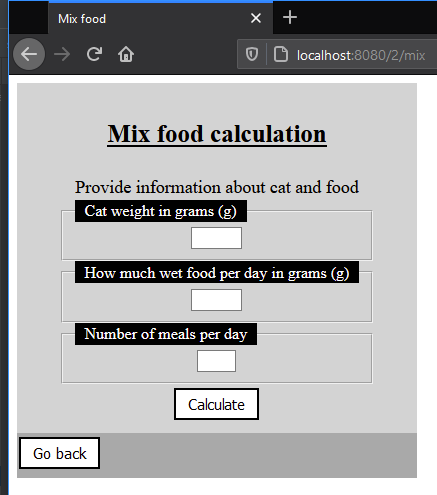 Mix food
localhost:8080/2/mix
Mix food calculation
Provide information about cat and food
Cat weight in grams (g)
How much wet food per day in grams (g)
Number of meals per day
Calculate
Go back